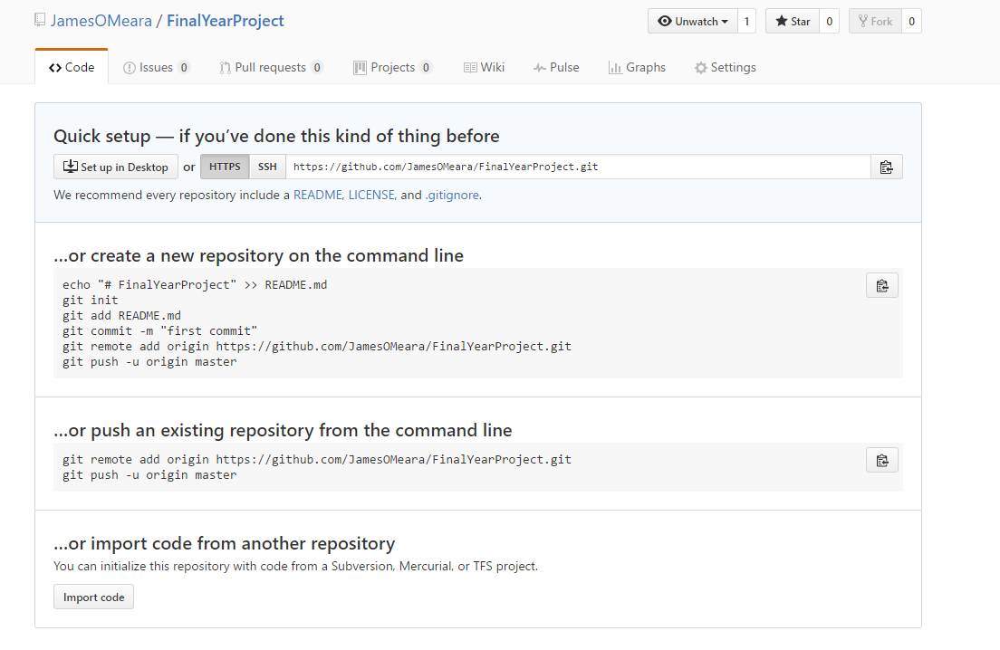 JamesOMeara / FinalYearProject
Unwatch 1 Star 0 Fork 0
Code Issues 0 Pull requests 0 Projects 0 Wiki Pulse Graphs Settings
Quick setup — if you’ve done this kind of thing before
Set up in Desktop or HTTPS SSH https://github.com/JamesOMeara/FinalYearProject.git
We recommend every repository include a README, LICENSE, and .gitignore.
…or create a new repository on the command line
echo "# FinalYearProject" >> README.md
git init
git add README.md
git commit -m "first commit"
git remote add origin https://github.com/JamesOMeara/FinalYearProject.git
git push -u origin master
…or push an existing repository from the command line
git remote add origin https://github.com/JamesOMeara/FinalYearProject.git
git push -u origin master
…or import code from another repository
You can initialize this repository with code from a Subversion, Mercurial, or TFS project.
Import code